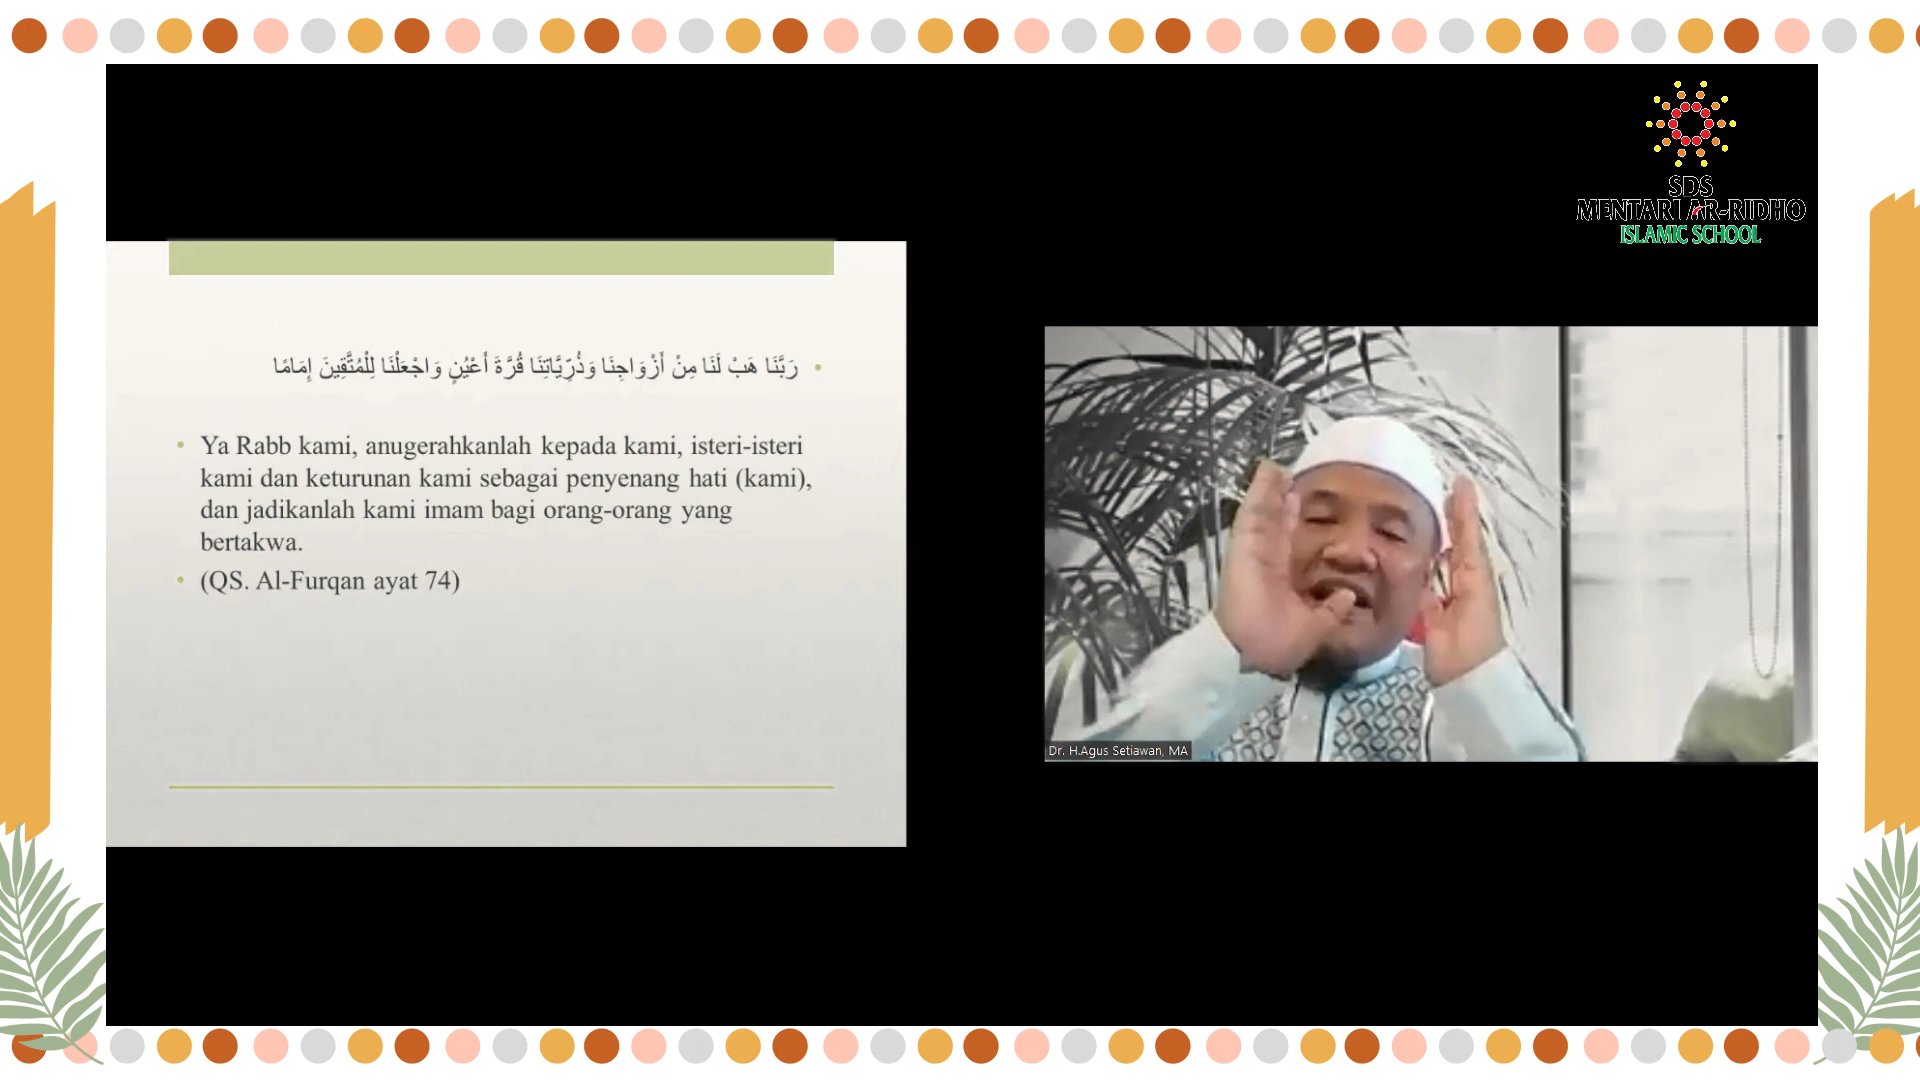 SDS
MENTARI AR-RIDHO
ISLAMIC SCHOOL
رَبَّنَا هَبْ لَنَا مِنْ أَزْوَاجِنَا وَذُرِّيَّاتِنَا قُرَّةَ أَعْيُنٍ وَاجْعَلْنَا لِلْمُتَّقِينَ إِمَامًا
Ya Rabb kami, anugerahkanlah kepada kami, isteri-isteri
kami dan keturunan kami sebagai penyenang hati (kami),
dan jadikanlah kami imam bagi orang-orang yang
bertakwa.
(QS. Al-Furqan ayat 74)
Dr. H.Agus Setiawan, MA